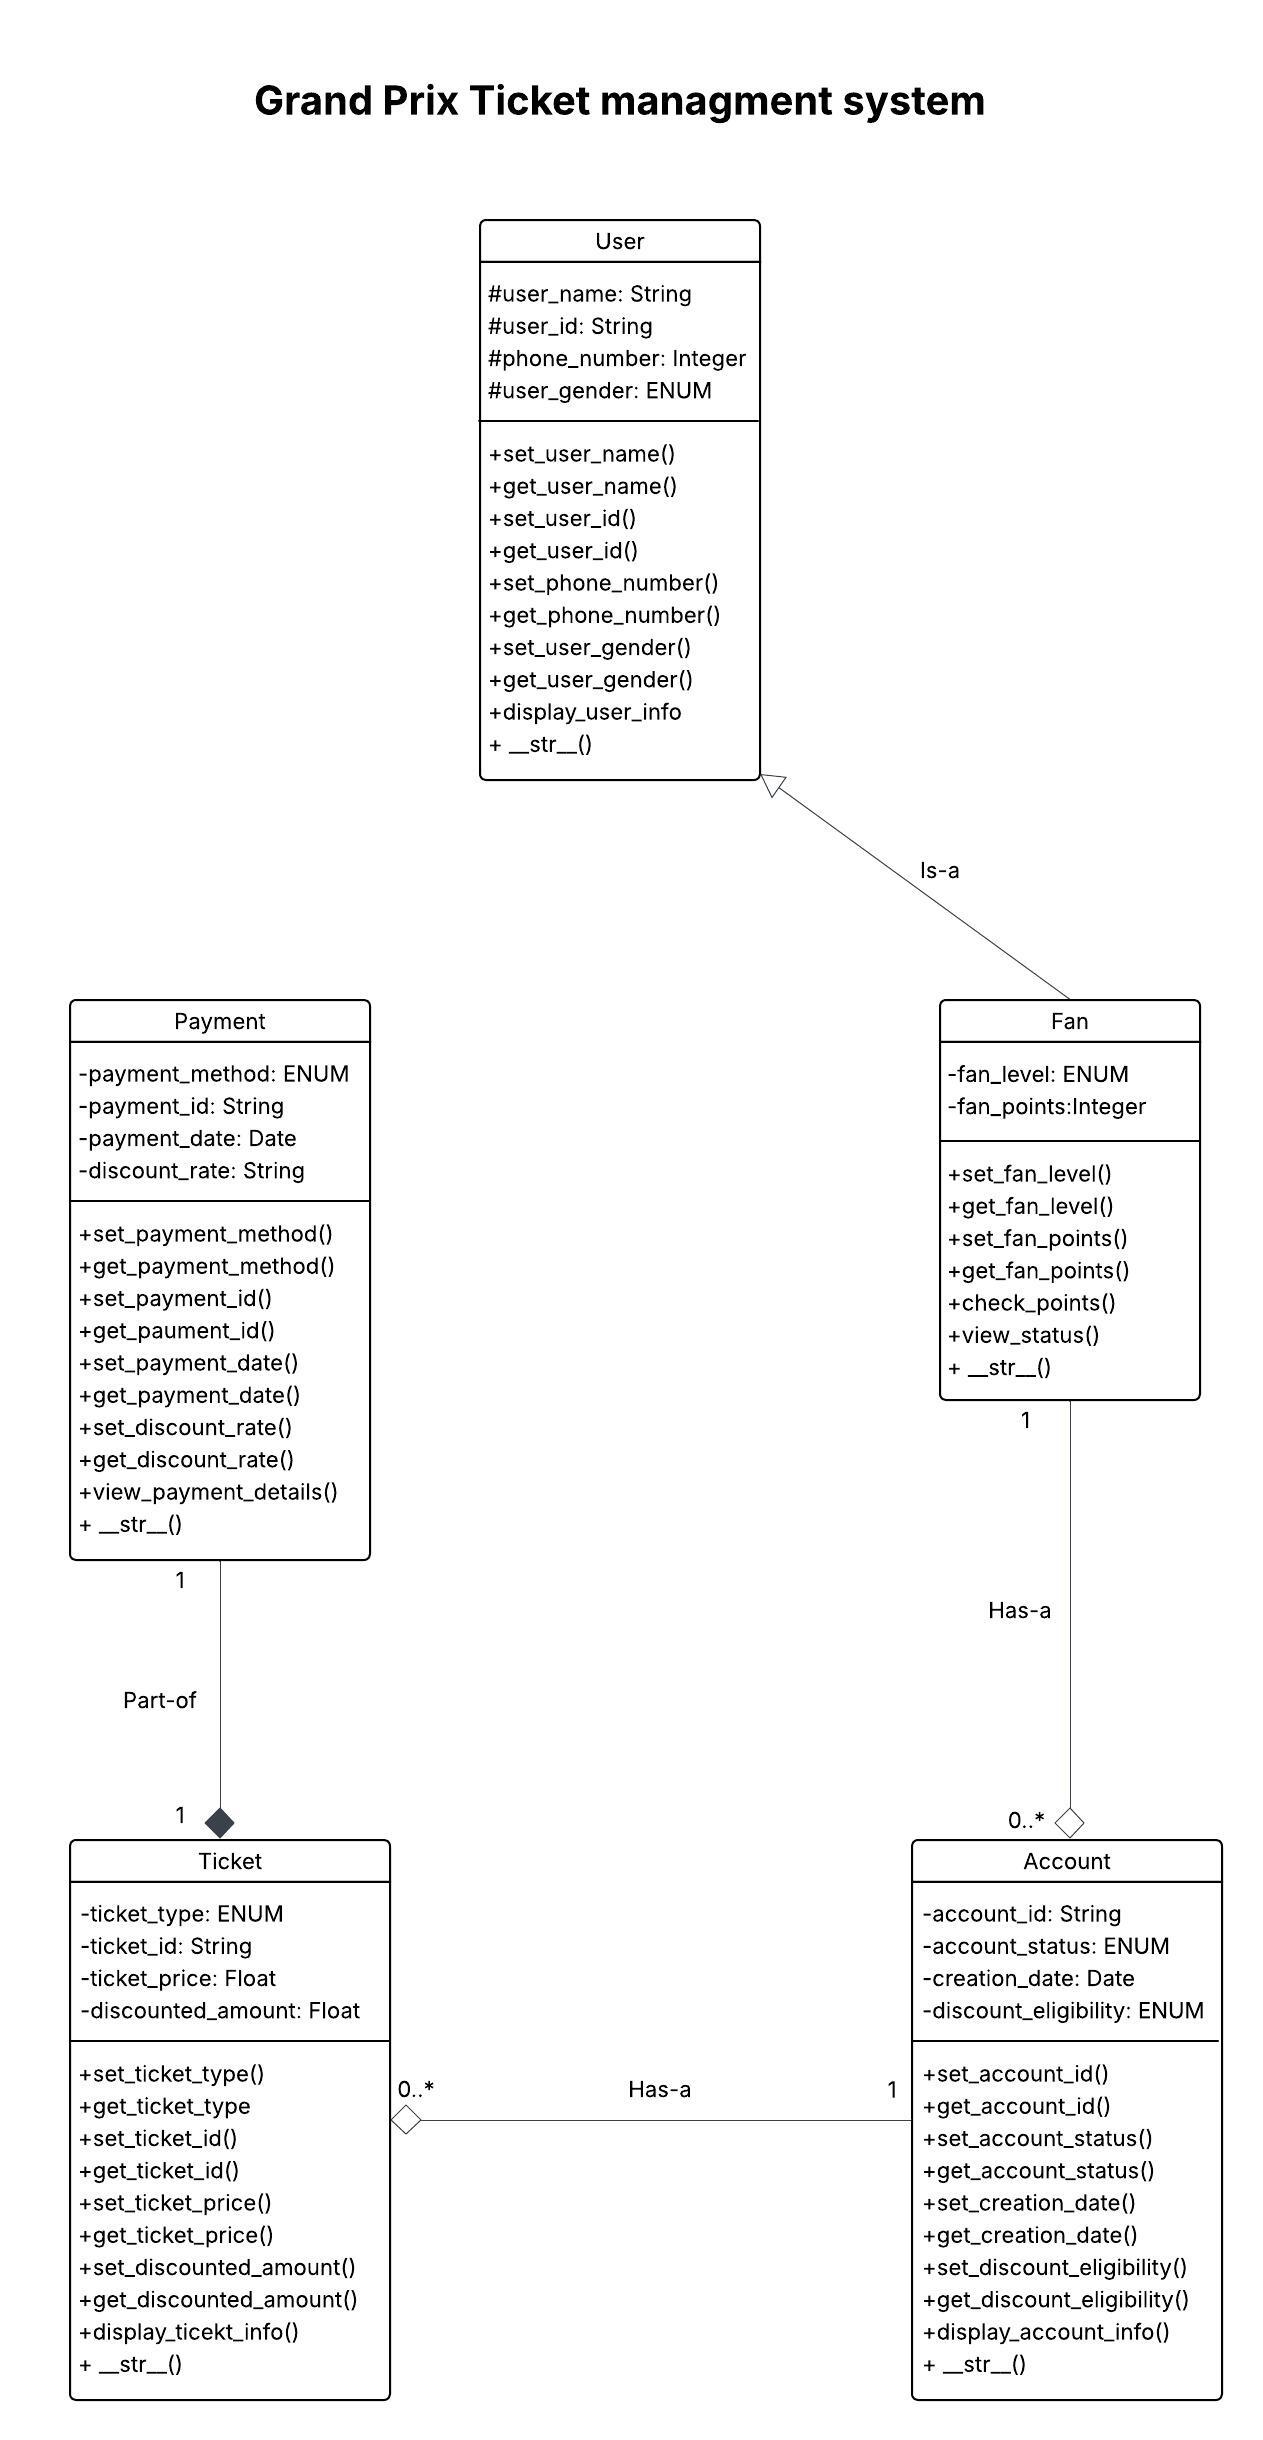 Grand Prix Ticket managment system
User
#user_name: String
#user_id: String
#phone_number: Integer
#user_gender: ENUM
+set_user_name()
+get_user_name()
+set_user_id()
+get_user_id()
+set_phone_number()
+get_phone_number()
+set_user_gender()
+get_user_gender()
+display_user_info
+ __str__()
Is-a
Payment
-payment_method: ENUM
-payment_id: String
-payment_date: Date
-discount_rate: String
+set_payment_method()
+get_payment_method()
+set_payment_id()
+get_paument_id()
+set_payment_date()
+get_payment_date()
+set_discount_rate()
+get_discount_rate()
+view_payment_details()
+ __str__()
Fan
-fan_level: ENUM
-fan_points:Integer
+set_fan_level()
+get_fan_level()
+set_fan_points()
+get_fan_points()
+check_points()
+view_status()
+ __str__()
1
Has-a
0..*
1
Part-of
1
Ticket
-ticket_type: ENUM
-ticket_id: String
-ticket_price: Float
-discounted_amount: Float
+set_ticket_type()
+get_ticket_type
+set_ticket_id()
+get_ticket_id()
+set_ticket_price()
+get_ticket_price()
+set_discounted_amount()
+get_discounted_amount()
+display_ticekt_info()
+ __str__()
0..*
Has-a
1
Account
-account_id: String
-account_status: ENUM
-creation_date: Date
-discount_eligibility: ENUM
+set_account_id()
+get_account_id()
+set_account_status()
+get_account_status()
+set_creation_date()
+get_creation_date()
+set_discount_eligibility()
+get_discount_eligibility()
+display_account_info()
+ __str__()